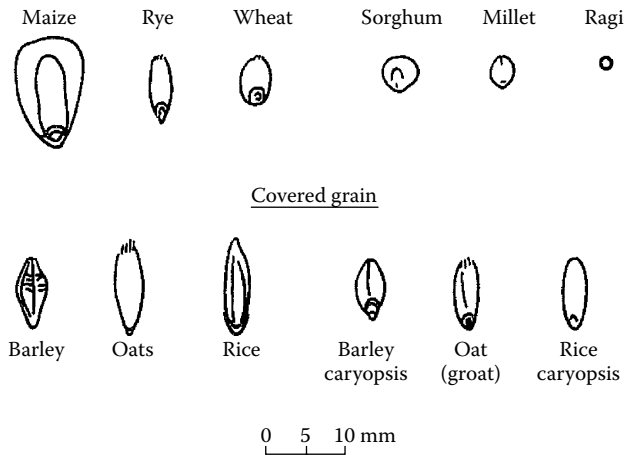 Maize Rye Wheat Sorghum Millet Ragi
Covered grain
Barley Oats Rice Barley caryopsis Oat (groat) Rice caryopsis
0 5 10 mm